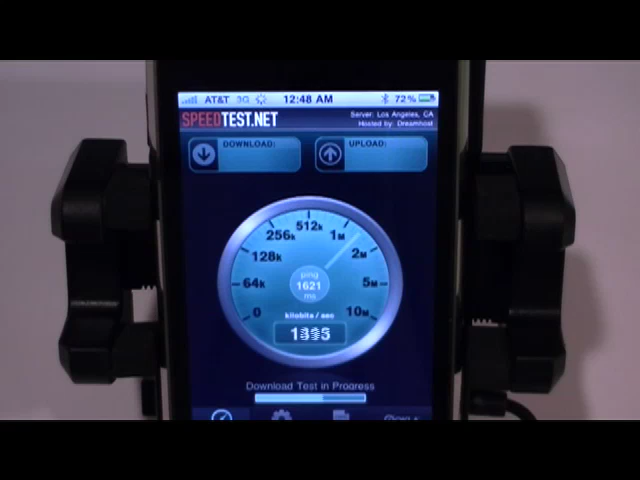 AT&T 3G 12:48 AM 72%
SPEEDTEST.NET
Server: Los Angeles, CA
Hosted by: Dreamhost
DOWNLOAD:
UPLOAD:
512k
256k 1M
128k 2M
64k 5M
0 10M
ping
1621
ms
kilobits / sec
Download Test in Progress